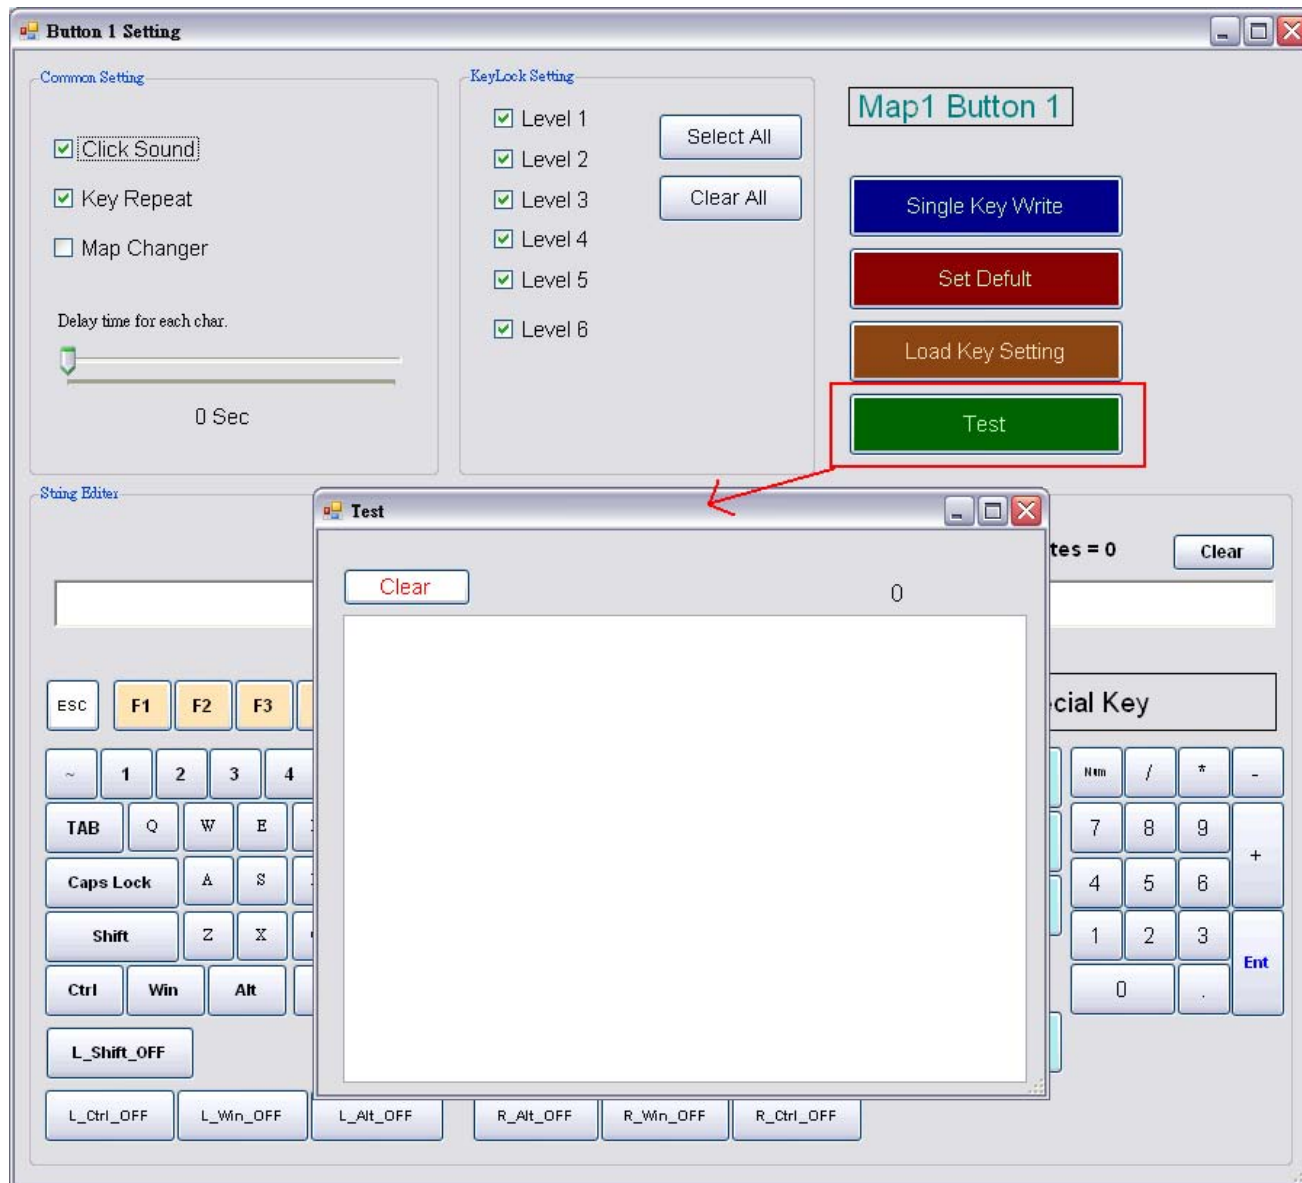 Button 1 Setting
Common Setting
Click Sound
Key Repeat
Map Changer
Delay time for each char.
0 Sec
KeyLock Setting
Level 1
Level 2
Level 3
Level 4
Level 5
Level 6
Select All
Clear All
Map1 Button 1
Single Key Write
Set Defult
Load Key Setting
Test
String Editer
Test
Clear 0
tes = 0 Clear
ESC F1 F2 F3
cial Key
~ 1 2 3 4 Num / * -
TAB Q W E 7 8 9 +
Caps Lock A S 4 5 6
Shift Z X 1 2 3 Ent
Ctrl Win Alt 0 .
L_Shift_OFF
L_Ctrl_OFF L_Win_OFF L_Alt_OFF R_Alt_OFF R_Win_OFF R_Ctrl_OFF